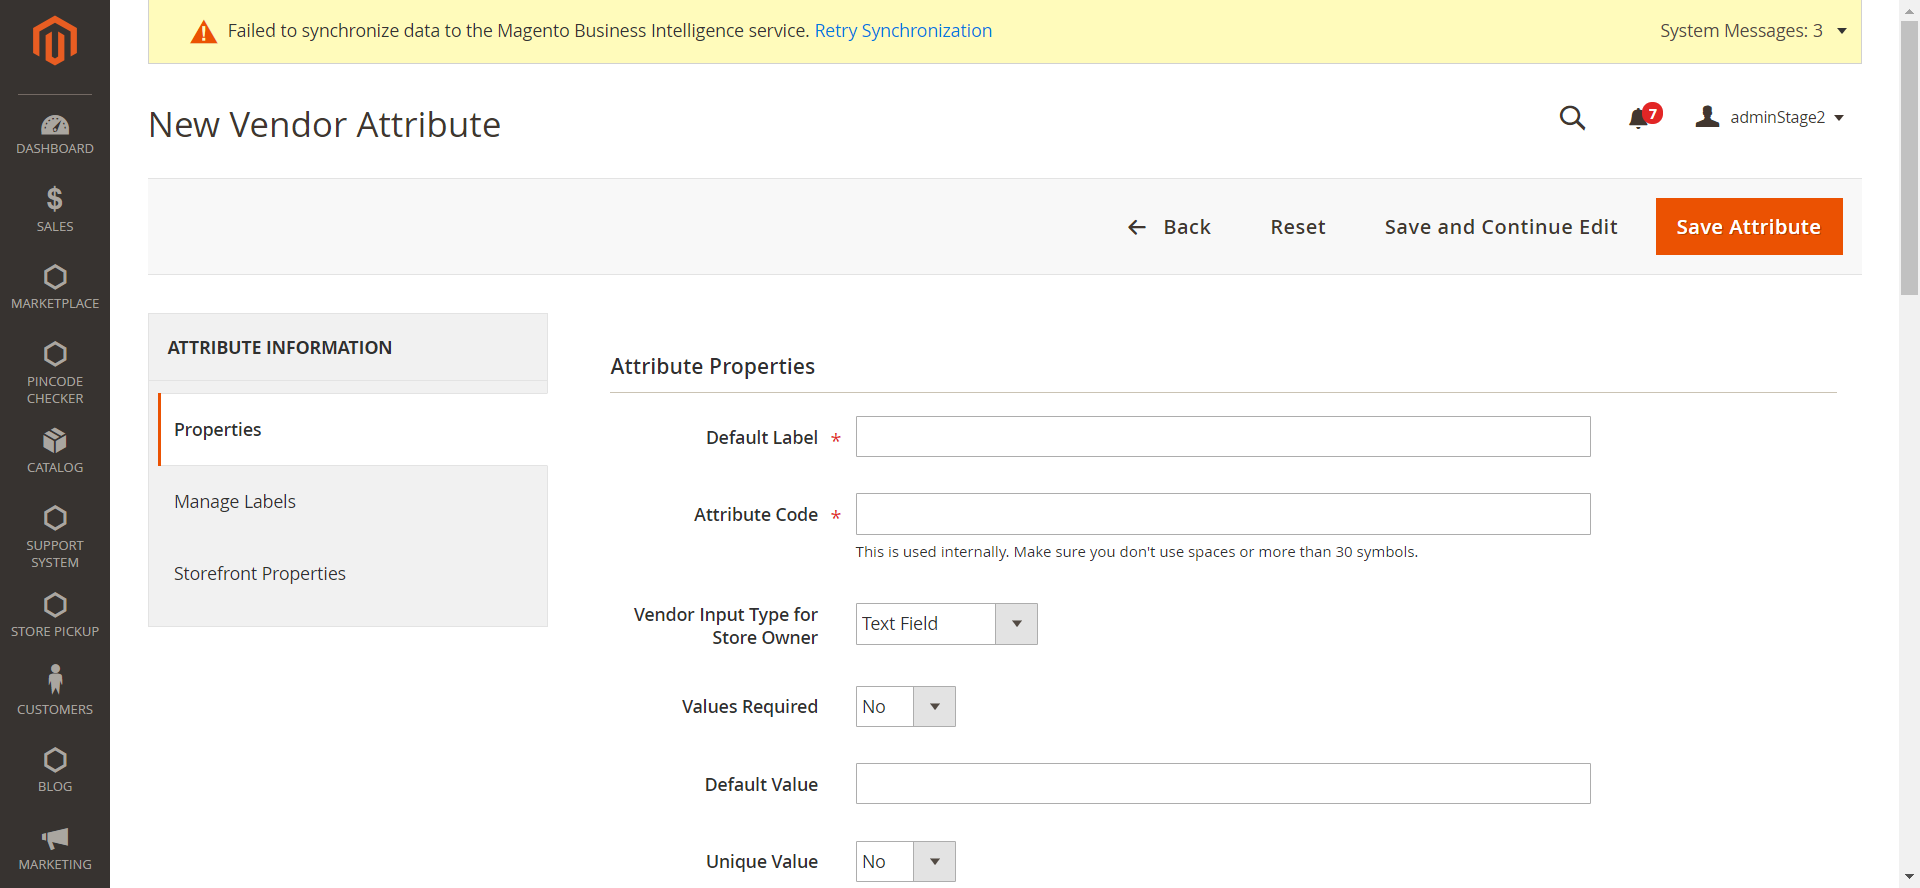 Failed to synchronize data to the Magento Business Intelligence service. Retry Synchronization
System Messages: 3
New Vendor Attribute
7
adminStage2
Back
Reset
Save and Continue Edit
Save Attribute
DASHBOARD
SALES
MARKETPLACE
PINCODE
CHECKER
CATALOG
SUPPORT
SYSTEM
STORE PICKUP
CUSTOMERS
BLOG
MARKETING
ATTRIBUTE INFORMATION
Properties
Manage Labels
Storefront Properties
Attribute Properties
Default Label *
Attribute Code *
This is used internally. Make sure you don't use spaces or more than 30 symbols.
Vendor Input Type for
Store Owner
Text Field
Values Required
No
Default Value
Unique Value
No